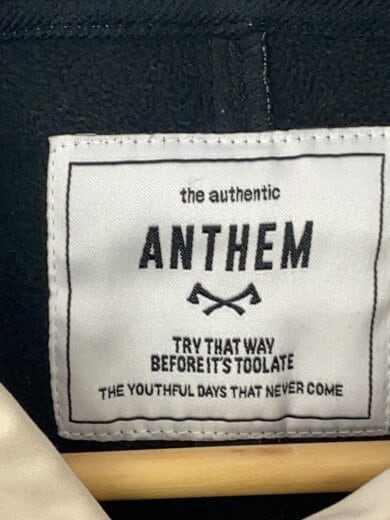 the authentic
ANTHEM
TRY THAT WAY
BEFORE IT'S TOOLATE
THE YOUTHFUL DAYS THAT NEVER COME